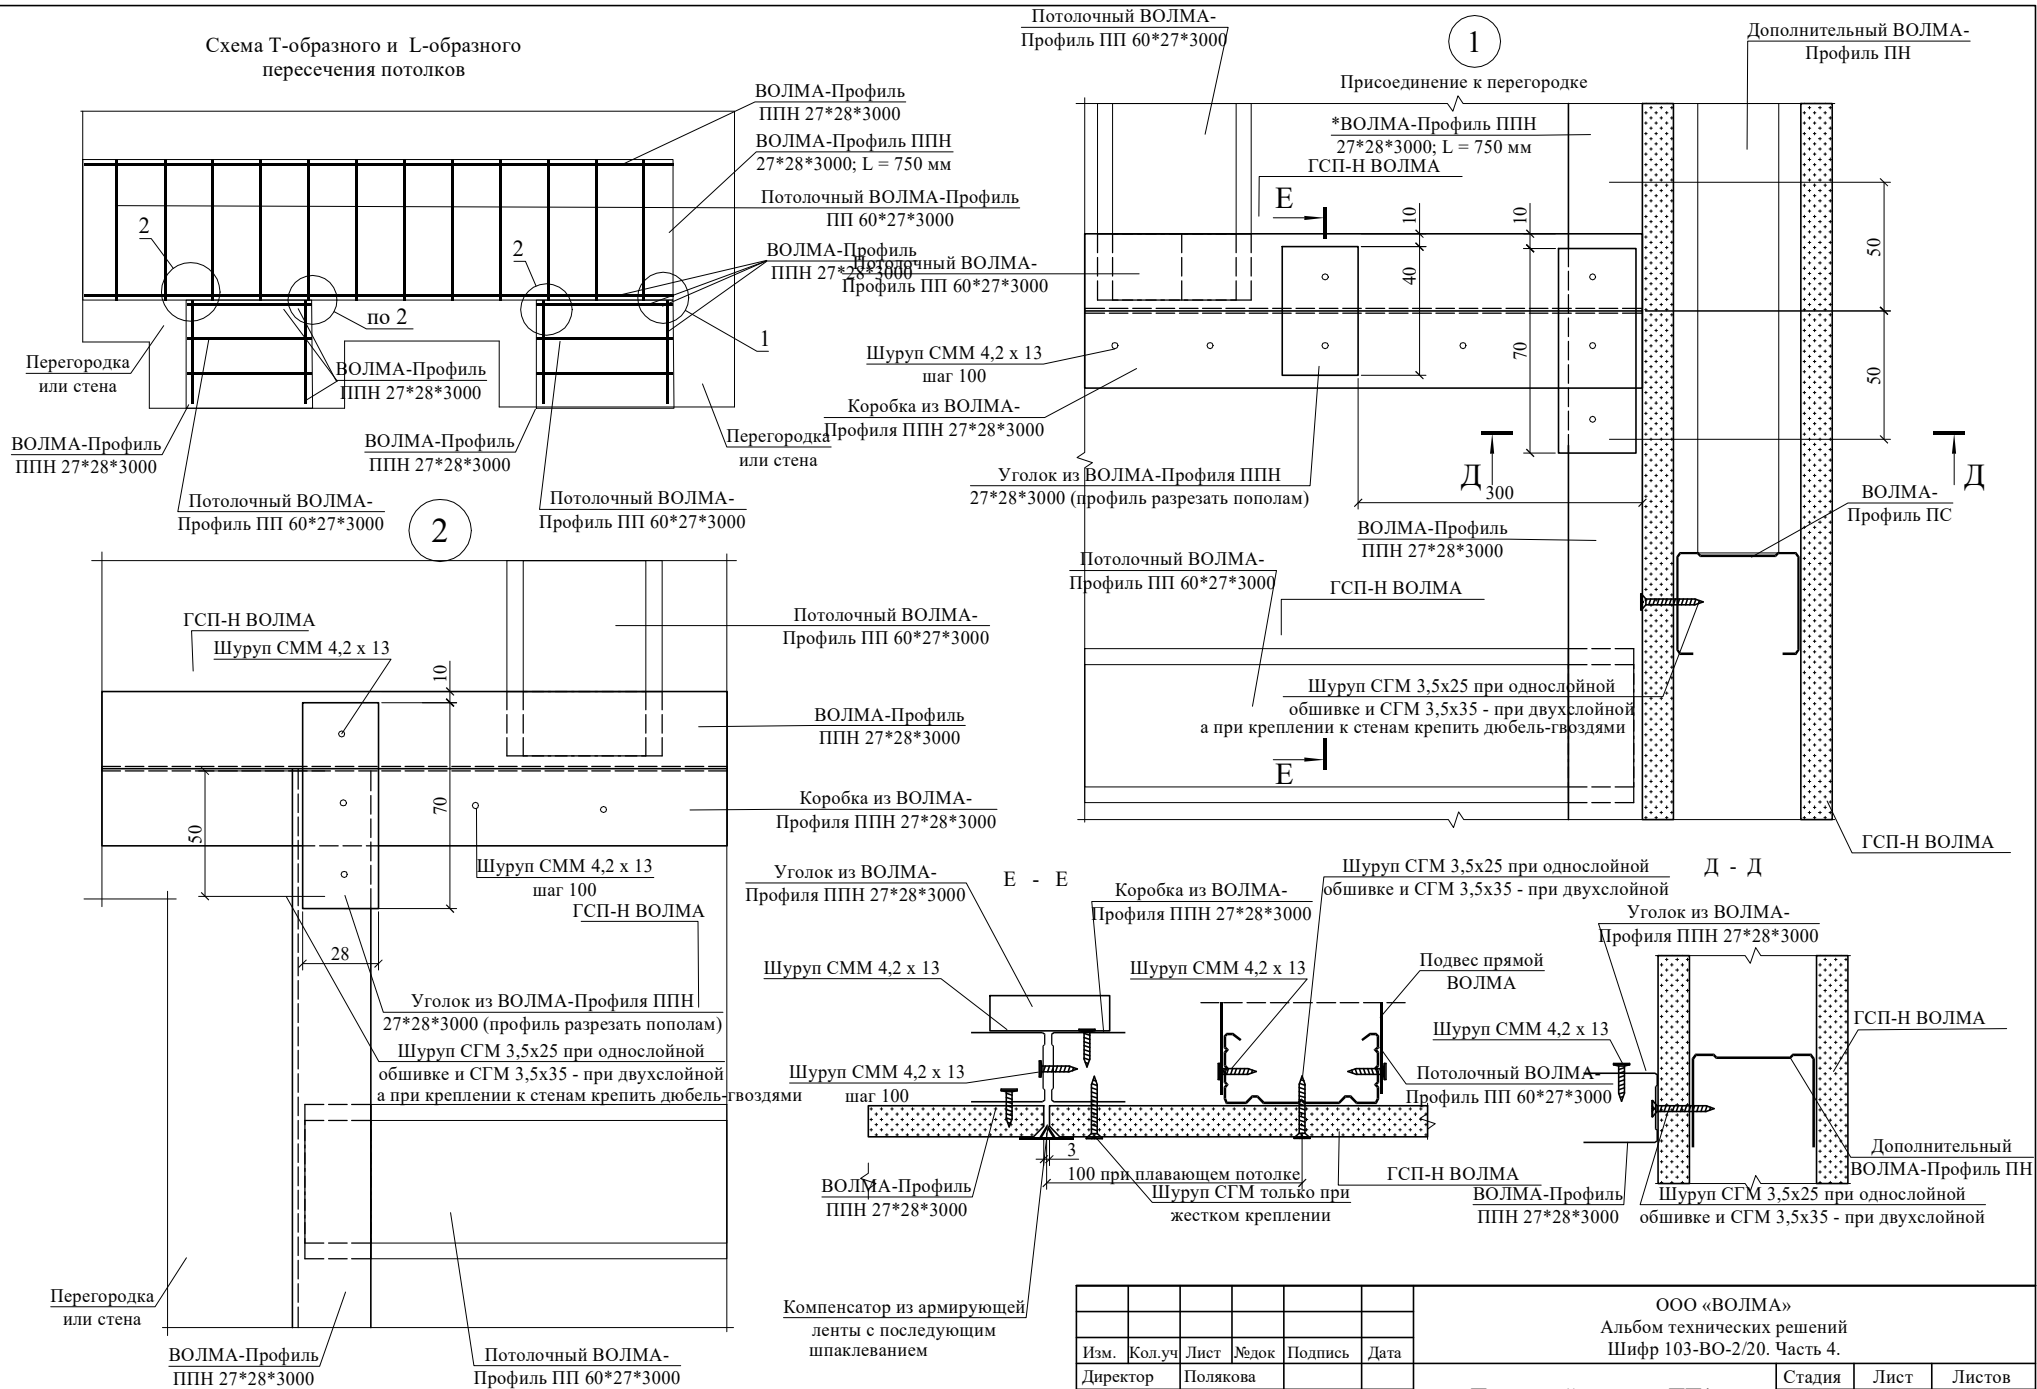 Схема Т-образного и L-образного
пересечения потолков
ВОЛМА-Профиль
ППН 27*28*3000
ВОЛМА-Профиль ППН
27*28*3000; L = 750 мм
Потолочный ВОЛМА-Профиль
ПП 60*27*3000
ВОЛМА-Профиль
ППН 27*28*3000
2
2
по 2
1
Перегородка
или стена
ВОЛМА-Профиль
ППН 27*28*3000
ВОЛМА-Профиль
ППН 27*28*3000
ВОЛМА-Профиль
ППН 27*28*3000
Перегородка
или стена
Потолочный ВОЛМА-
Профиль ПП 60*27*3000
Потолочный ВОЛМА-
Профиль ПП 60*27*3000
1
Присоединение к перегородке
Потолочный ВОЛМА-
Профиль ПП 60*27*3000
Дополнительный ВОЛМА-
Профиль ПН
*ВОЛМА-Профиль ППН
27*28*3000; L = 750 мм
ГСП-Н ВОЛМА
Е
10
10
50
40
70
50
Потолочный ВОЛМА-
Профиль ПП 60*27*3000
Шуруп СММ 4,2 х 13
шаг 100
Коробка из ВОЛМА-
Профиля ППН 27*28*3000
Уголок из ВОЛМА-Профиля ППН
27*28*3000 (профиль разрезать пополам)
Д
Д
300
ВОЛМА-
Профиль ПС
ВОЛМА-Профиль
ППН 27*28*3000
Потолочный ВОЛМА-
Профиль ПП 60*27*3000
ГСП-Н ВОЛМА
Шуруп СГМ 3,5х25 при однослойной
обшивке и СГМ 3,5х35 - при двухслойной
а при креплении к стенам крепить дюбель-гвоздями
Е
ГСП-Н ВОЛМА
2
ГСП-Н ВОЛМА
Шуруп СММ 4,2 х 13
10
Потолочный ВОЛМА-
Профиль ПП 60*27*3000
ВОЛМА-Профиль
ППН 27*28*3000
70
50
Коробка из ВОЛМА-
Профиля ППН 27*28*3000
Шуруп СММ 4,2 х 13
шаг 100
ГСП-Н ВОЛМА
28
Уголок из ВОЛМА-Профиля ППН
27*28*3000 (профиль разрезать пополам)
Шуруп СГМ 3,5х25 при однослойной
обшивке и СГМ 3,5х35 - при двухслойной
а при креплении к стенам крепить дюбель-гвоздями
Перегородка
или стена
ВОЛМА-Профиль
ППН 27*28*3000
Потолочный ВОЛМА-
Профиль ПП 60*27*3000
Е - Е
Уголок из ВОЛМА-
Профиля ППН 27*28*3000
Коробка из ВОЛМА-
Профиля ППН 27*28*3000
Шуруп СГМ 3,5х25 при однослойной
обшивке и СГМ 3,5х35 - при двухслойной
Шуруп СММ 4,2 х 13
Шуруп СММ 4,2 х 13
Подвес прямой
ВОЛМА
Шуруп СММ 4,2 х 13
шаг 100
Потолочный ВОЛМА-
Профиль ПП 60*27*3000
3
100 при плавающем потолке
ГСП-Н ВОЛМА
ВОЛМА-Профиль
ППН 27*28*3000
Шуруп СГМ только при
жестком креплении
Компенсатор из армирующей
ленты с последующим
шпаклеванием
Д - Д
Уголок из ВОЛМА-
Профиля ППН 27*28*3000
Шуруп СММ 4,2 х 13
ГСП-Н ВОЛМА
Дополнительный
ВОЛМА-Профиль ПН
ВОЛМА-Профиль
ППН 27*28*3000
Шуруп СГМ 3,5х25 при однослойной
обшивке и СГМ 3,5х35 - при двухслойной
ООО «ВОЛМА»
Альбом технических решений
Шифр 103-ВО-2/20. Часть 4.
Изм. Кол.уч Лист №док Подпись Дата
Директор Полякова
Стадия Лист Листов